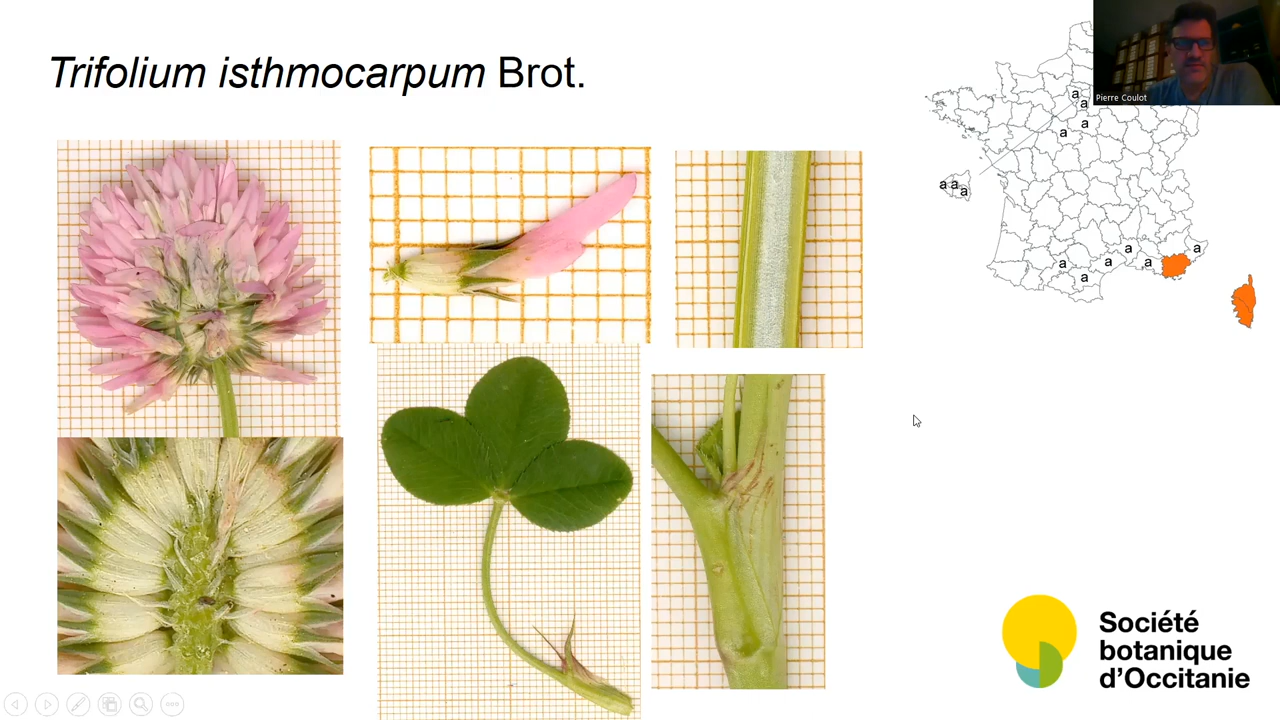 Trifolium isthmocarpum Brot.
Pierre Coulot
a
a
a
a
a a a
a
a
a
a
a
a
Société
botanique
d'Occitanie